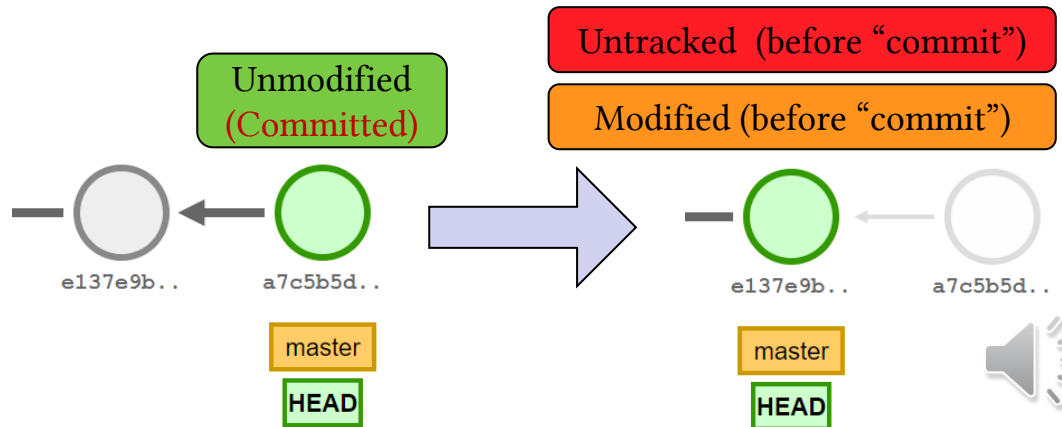 Unmodified
(Committed)
Untracked (before “commit”)
Modified (before “commit”)
e137e9b..
a7c5b5d..
master
HEAD
e137e9b..
a7c5b5d..
master
HEAD